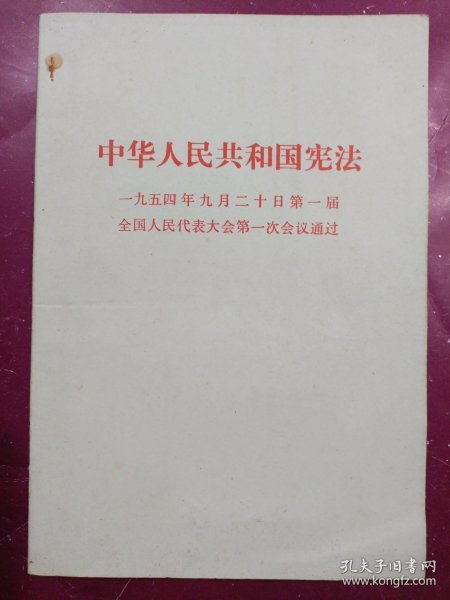 中华人民共和国宪法
一九五四年九月二十日第一届
全国人民代表大会第一次会议通过
孔夫子旧书网
www.kongfz.com